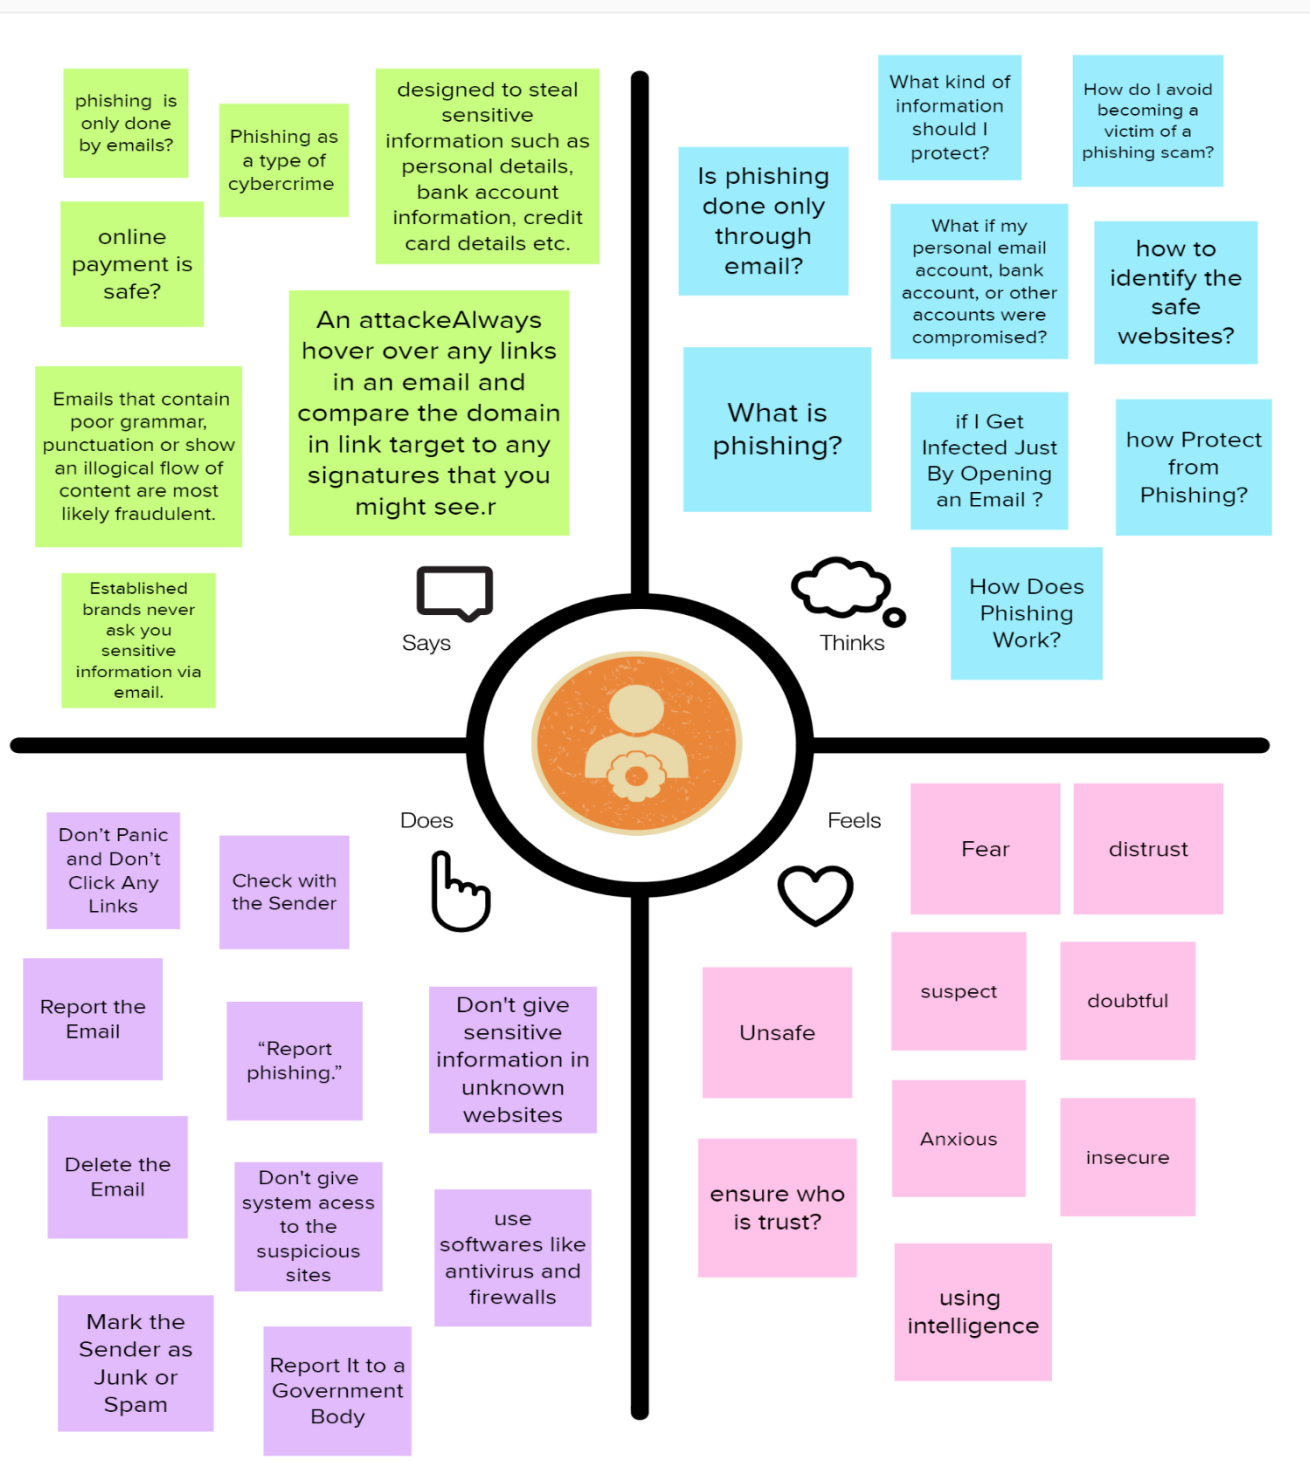 phishing is
only done
by emails?
Phishing as
a type of
cybercrime
designed to steal
sensitive
information such as
personal details,
bank account
information, credit
card details etc.
online
payment is
safe?
An attackeAlways
hover over any links
in an email and
compare the domain
in link target to any
signatures that you
might see.r
Emails that contain
poor grammar,
punctuation or show
an illogical flow of
content are most
likely fraudulent.
Established
brands never
ask you
sensitive
information via
email.
Says
What kind of
information
should I
protect?
How do I avoid
becoming a
victim of a
phishing scam?
Is phishing
done only
through
email?
What if my
personal email
account, bank
account, or other
accounts were
compromised?
how to
identify the
safe
websites?
What is
phishing?
if I Get
Infected Just
By Opening
an Email ?
how Protect
from
Phishing?
How Does
Phishing
Work?
Thinks
Does
Don’t Panic
and Don’t
Click Any
Links
Check with
the Sender
Report the
Email
“Report
phishing.”
Don't give
sensitive
information in
unknown
websites
Delete the
Email
Don't give
system acess
to the
suspicious
sites
use
softwares like
antivirus and
firewalls
Mark the
Sender as
Junk or
Spam
Report It to a
Government
Body
Feels
Fear
distrust
suspect
doubtful
Unsafe
Anxious
insecure
ensure who
is trust?
using
intelligence